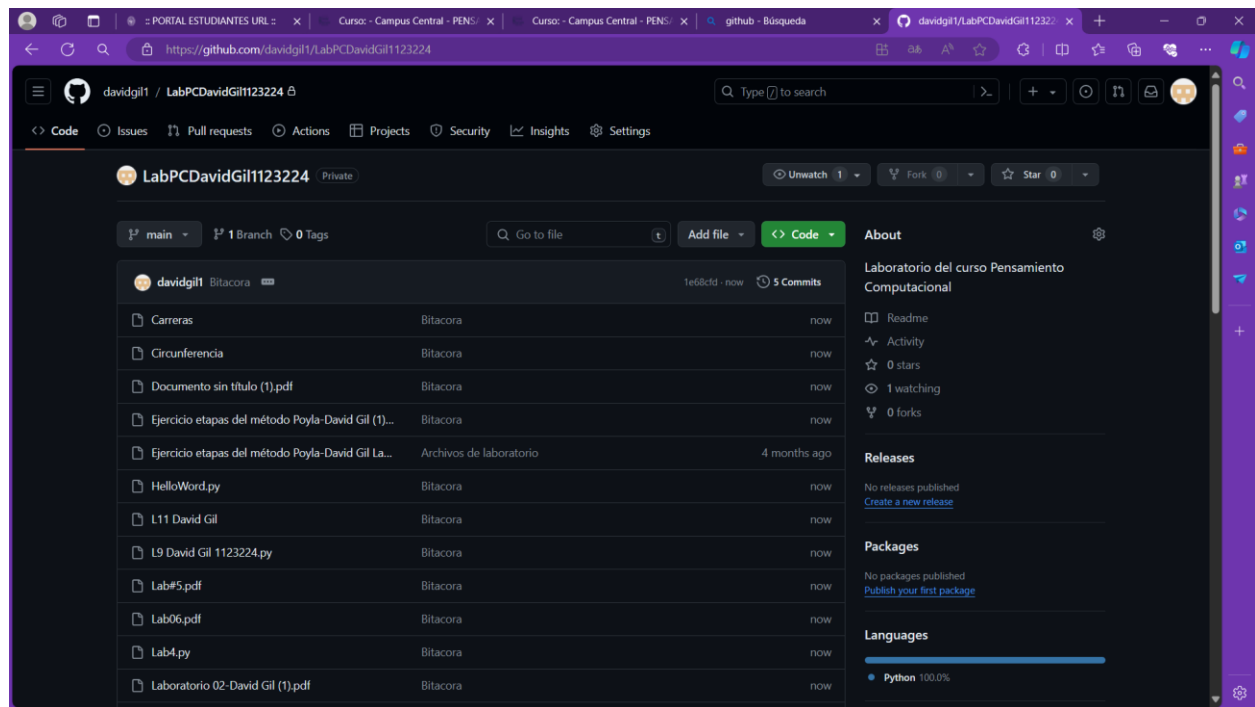 :: PORTAL ESTUDIANTES URL ::
Curso: - Campus Central - PENSA
Curso: - Campus Central - PENSA
github - Búsqueda
davidgil1/LabPCDavidGil112322
https://github.com/davidgil1/LabPCDavidGil1123224
davidgil1 / LabPCDavidGil1123224
Type / to search
Code Issues Pull requests Actions Projects Security Insights Settings
LabPCDavidGil1123224 Private
Unwatch 1 Fork 0 Star 0
main 1 Branch 0 Tags Go to file t Add file Code
About
Laboratorio del curso Pensamiento
Computacional
davidgil1 Bitacora 1e68cfd · now 5 Commits
Carreras Bitacora now
Circunferencia Bitacora now
Documento sin título (1).pdf Bitacora now
Ejercicio etapas del método Poyla-David Gil (1)... Bitacora now
Ejercicio etapas del método Poyla-David Gil La... Archivos de laboratorio 4 months ago
HelloWord.py Bitacora now
L11 David Gil Bitacora now
L9 David Gil 1123224.py Bitacora now
Lab#5.pdf Bitacora now
Lab06.pdf Bitacora now
Lab4.py Bitacora now
Laboratorio 02-David Gil (1).pdf Bitacora now
Readme
Activity
0 stars
1 watching
0 forks
Releases
No releases published
Create a new release
Packages
No packages published
Publish your first package
Languages
Python 100.0%